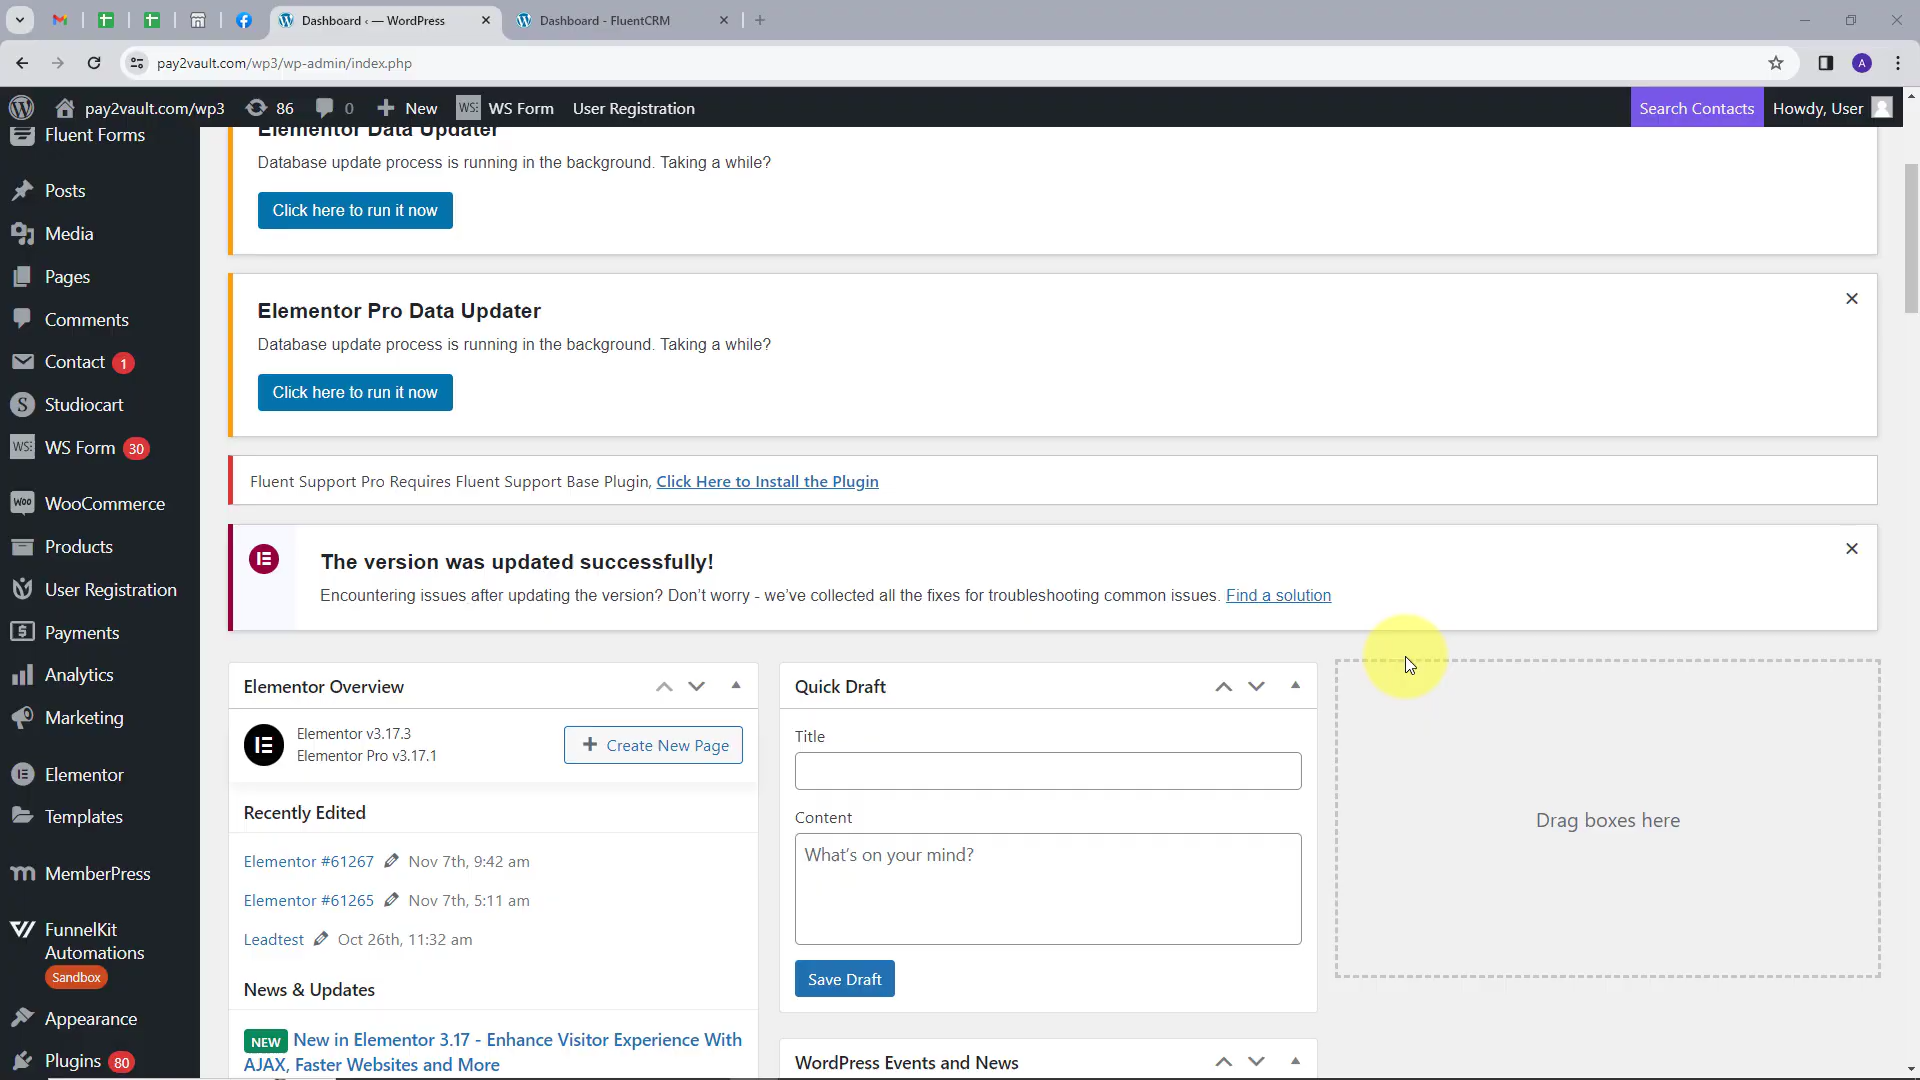 Dashboard ‹ — WordPress
Dashboard - FluentCRM
pay2vault.com/wp3/wp-admin/index.php
pay2vault.com/wp3
86
0
New
WS Form
User Registration
Search Contacts
Howdy, User
Fluent Forms
Posts
Media
Pages
Comments
Contact 1
Studiocart
WS Form 30
WooCommerce
Products
User Registration
Payments
Analytics
Marketing
Elementor
Templates
MemberPress
FunnelKit
Automations
Sandbox
Appearance
Plugins 80
Elementor Data Updater
Database update process is running in the background. Taking a while?
Click here to run it now
Elementor Pro Data Updater
Database update process is running in the background. Taking a while?
Click here to run it now
Fluent Support Pro Requires Fluent Support Base Plugin, Click Here to Install the Plugin
The version was updated successfully!
Encountering issues after updating the version? Don't worry - we've collected all the fixes for troubleshooting common issues. Find a solution
Elementor Overview
Elementor v3.17.3
Elementor Pro v3.17.1
Create New Page
Recently Edited
Elementor #61267 Nov 7th, 9:42 am
Elementor #61265 Nov 7th, 5:11 am
Leadtest Oct 26th, 11:32 am
News & Updates
NEW New in Elementor 3.17 - Enhance Visitor Experience With
AJAX, Faster Websites and More
Quick Draft
Title
Content
What's on your mind?
Save Draft
WordPress Events and News
Drag boxes here